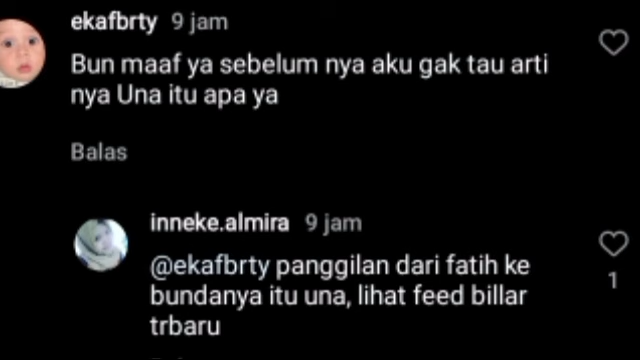 ekafbrty 9 jam
Bun maaf ya sebelum nya aku gak tau arti
nya Una itu apa ya
Balas
inneke.almira 9 jam
@ekafbrty panggilan dari fatih ke
bundanya itu una, lihat feed billar
1
trbaru